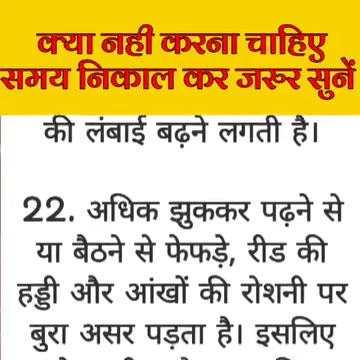 क्या नही करना चाहिए
समय निकाल कर जरूर सुनें
की लंबाई बढ़ने लगती है।
22. अधिक झुककर पढ़ने से
या बैठने से फेफड़े, रीड की
हड्डी और आंखों की रोशनी पर
बुरा असर पड़ता है। इसलिए